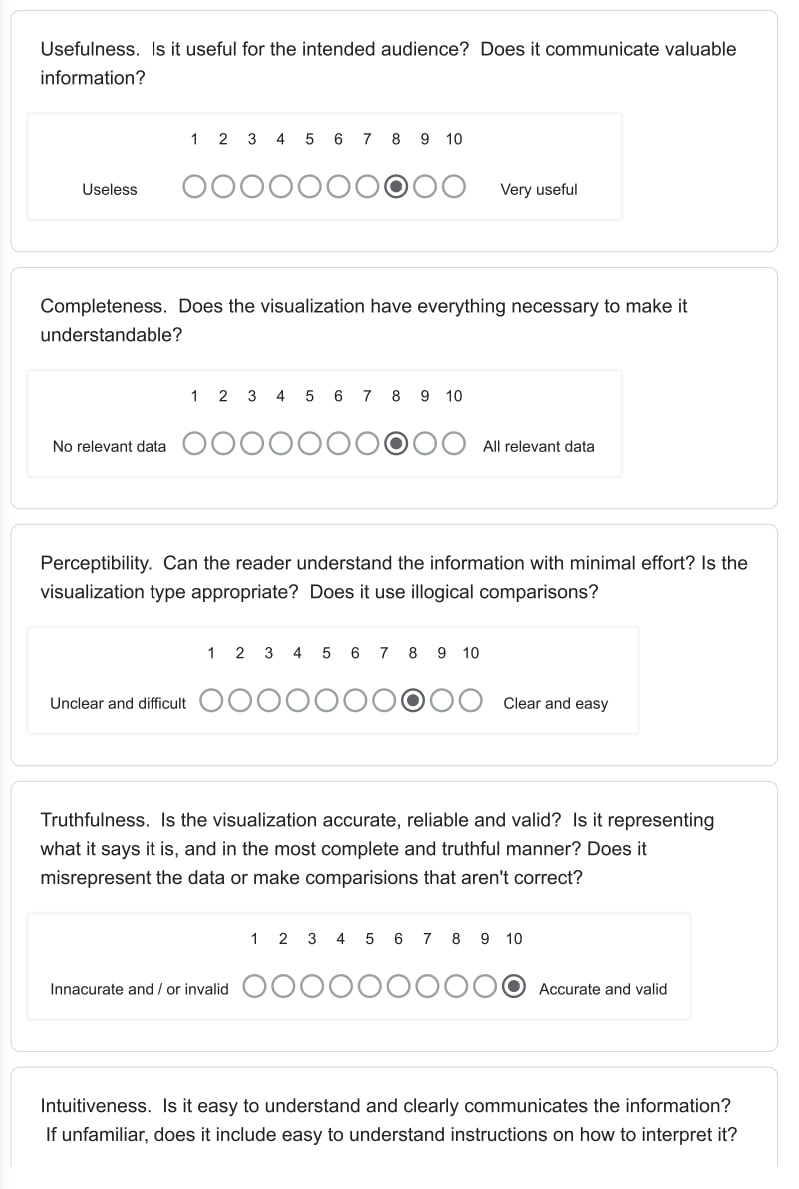 Usefulness.  Is it useful for the intended audience?  Does it communicate valuable
information?
1 2 3 4 5 6 7 8 9 10
Useless Very useful
Completeness.  Does the visualization have everything necessary to make it
understandable?
1 2 3 4 5 6 7 8 9 10
No relevant data All relevant data
Perceptibility.  Can the reader understand the information with minimal effort? Is the
visualization type appropriate?  Does it use illogical comparisons?
1 2 3 4 5 6 7 8 9 10
Unclear and difficult Clear and easy
Truthfulness.  Is the visualization accurate, reliable and valid?  Is it representing
what it says it is, and in the most complete and truthful manner? Does it
misrepresent the data or make comparisions that aren't correct?
1 2 3 4 5 6 7 8 9 10
Innacurate and / or invalid Accurate and valid
Intuitiveness.  Is it easy to understand and clearly communicates the information?
If unfamiliar, does it include easy to understand instructions on how to interpret it?